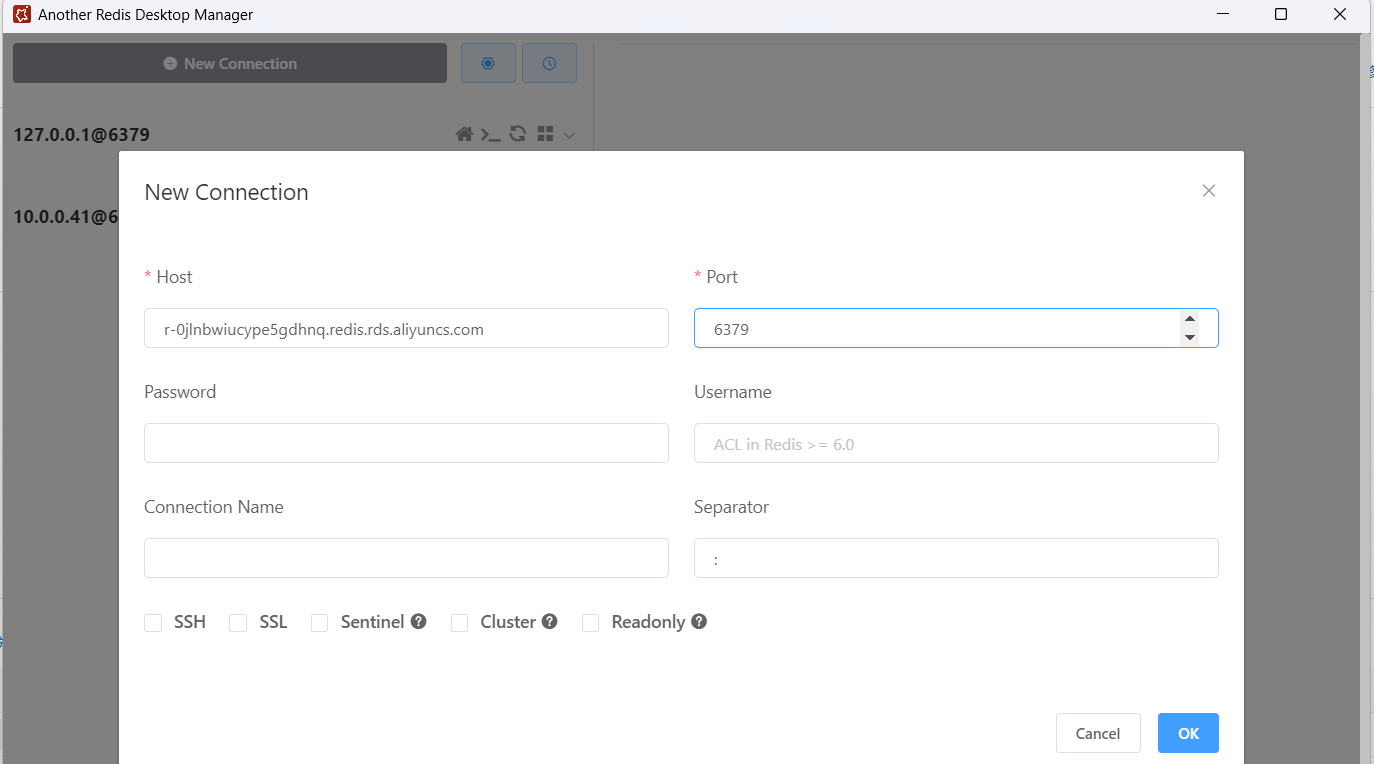 Another Redis Desktop Manager
New Connection
127.0.0.1@6379
10.0.0.41@6
New Connection
* Host
* Port
r-0jlnbwiucype5gdhnq.redis.rds.aliyuncs.com
6379
Password
Username
ACL in Redis >= 6.0
Connection Name
Separator
:
SSH SSL Sentinel ? Cluster ? Readonly ?
Cancel
OK